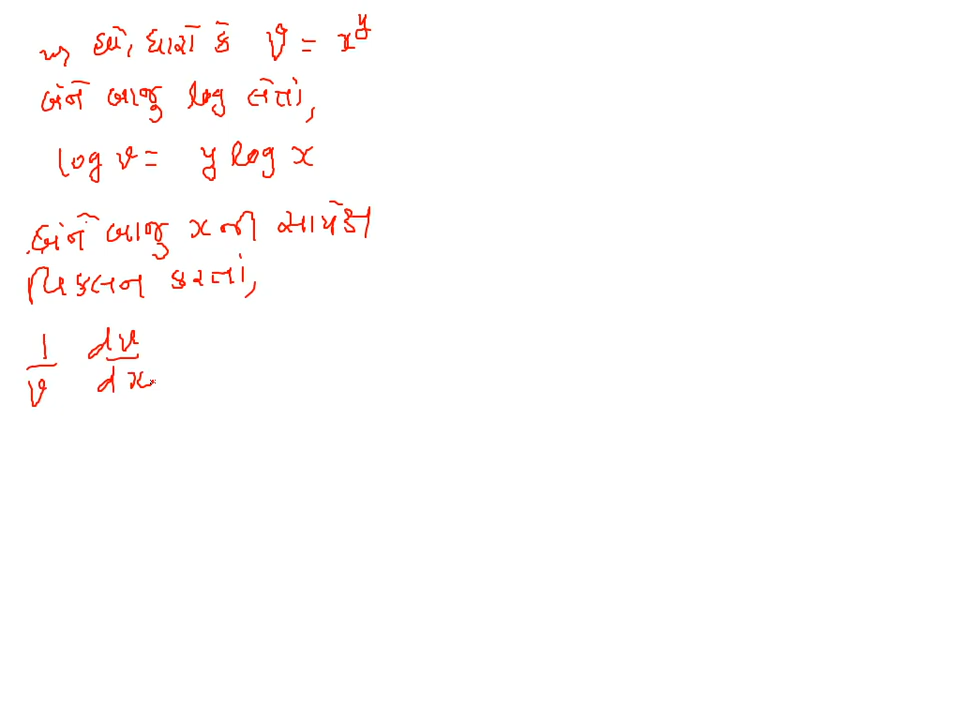 હવે, ધારો કે v = x^y
બંને બાજુ log લેતાં,
log v = y log x
બંને બાજુ x ની સાપેક્ષે
વિકલન કરતાં,
1/v dv/dx